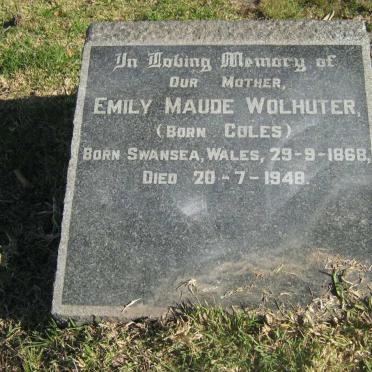 In Loving Memory of
Our Mother,
Emily Maude Wolhuter,
(Born Coles)
Born Swansea, Wales, 29-9-1868,
Died 20-7-1948.